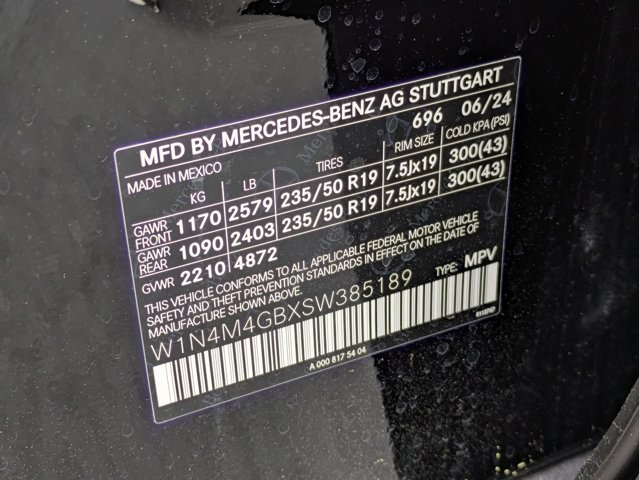 MFD BY MERCEDES-BENZ AG STUTTGART
MADE IN MEXICO 696 06/24
KG LB TIRES RIM SIZE COLD KPA (PSI)
GAWR FRONT 1170 2579 235/50 R19 7.5Jx19 300(43)
GAWR REAR 1090 2403 235/50 R19 7.5Jx19 300(43)
GVWR 2210 4872
THIS VEHICLE CONFORMS TO ALL APPLICABLE FEDERAL MOTOR VEHICLE
SAFETY AND THEFT PREVENTION STANDARDS IN EFFECT ON THE DATE OF
MANUFACTURE SHOWN ABOVE. TYPE: MPV
W1N4M4GBXSW385189
A 000 817 54 04